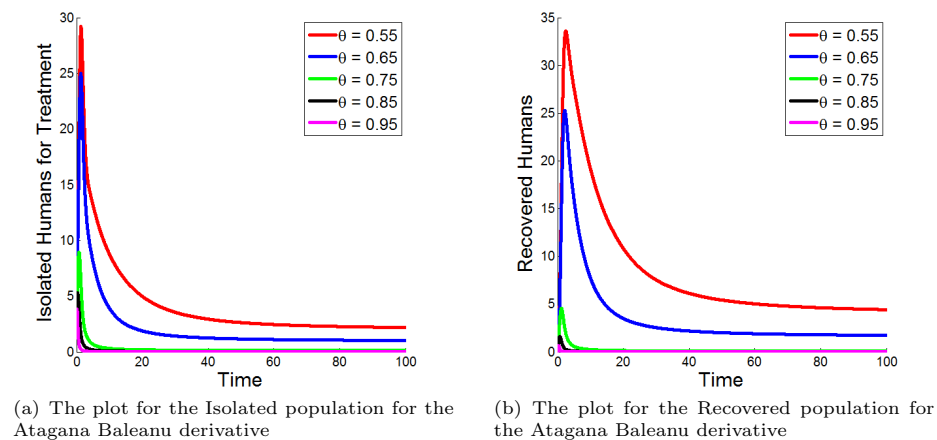 30
25
20
15
10
5
0
Isolated Humans for Treatment
0 20 40 60 80 100
Time
θ = 0.55
θ = 0.65
θ = 0.75
θ = 0.85
θ = 0.95
(a) The plot for the Isolated population for the
Atagana Baleanu derivative
35
30
25
20
15
10
5
0
Recovered Humans
0 20 40 60 80 100
Time
θ = 0.55
θ = 0.65
θ = 0.75
θ = 0.85
θ = 0.95
(b) The plot for the Recovered population for
the Atagana Baleanu derivative